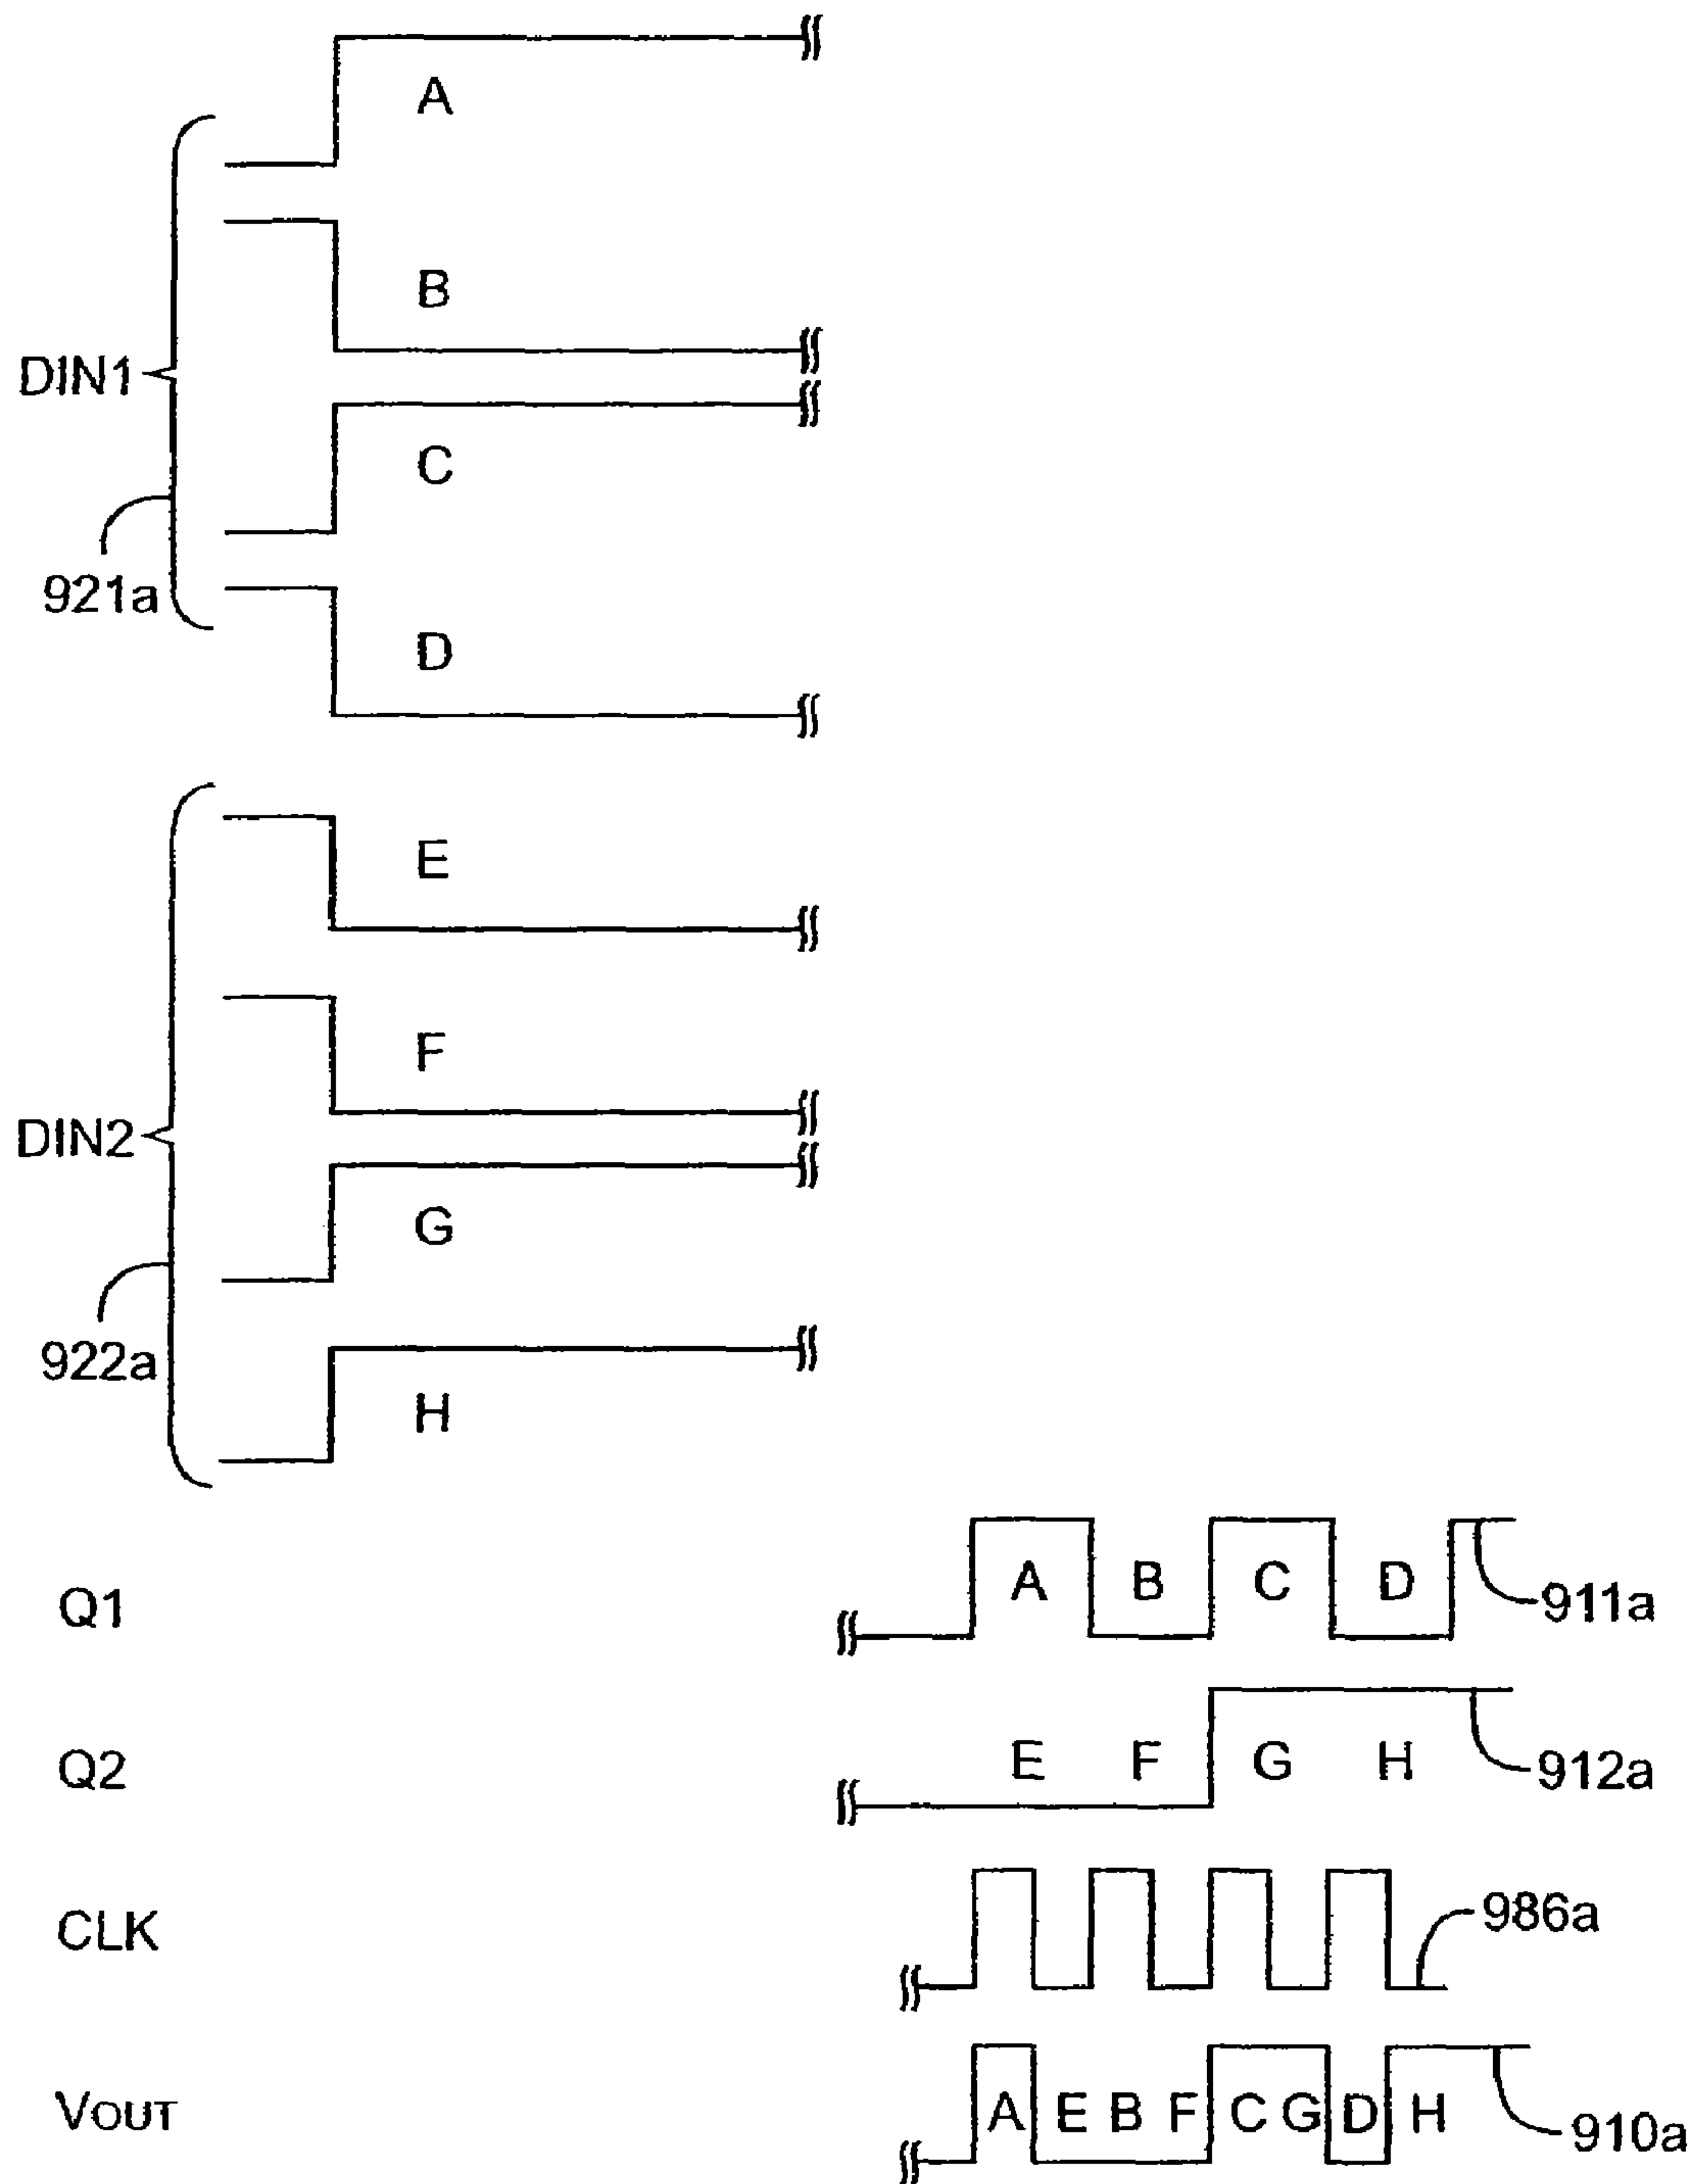 A
B
DIN1
C
921a
D
E
F
DIN2
G
922a
H
Q1 A B C D 911a
Q2 E F G H 912a
CLK 986a
VOUT A E B F C G D H 910a